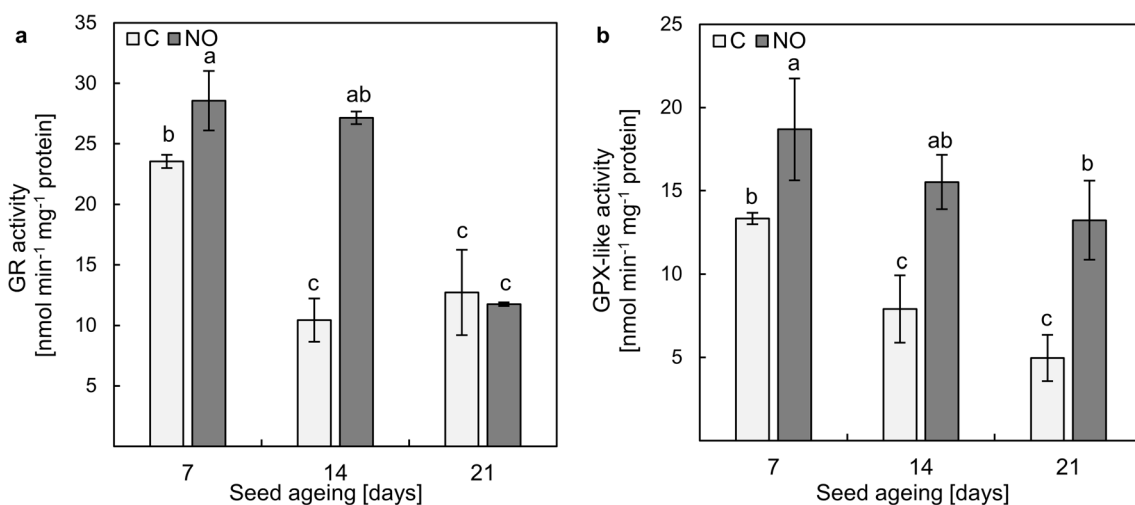 a
C NO
35
30
25
20
15
10
5
GR activity
[nmol min⁻¹ mg⁻¹ protein]
b
a
c
ab
c
c
7 14 21
Seed ageing [days]
b
C NO
25
20
15
10
5
GPX-like activity
[nmol min⁻¹ mg⁻¹ protein]
b
a
c
ab
c
b
7 14 21
Seed ageing [days]